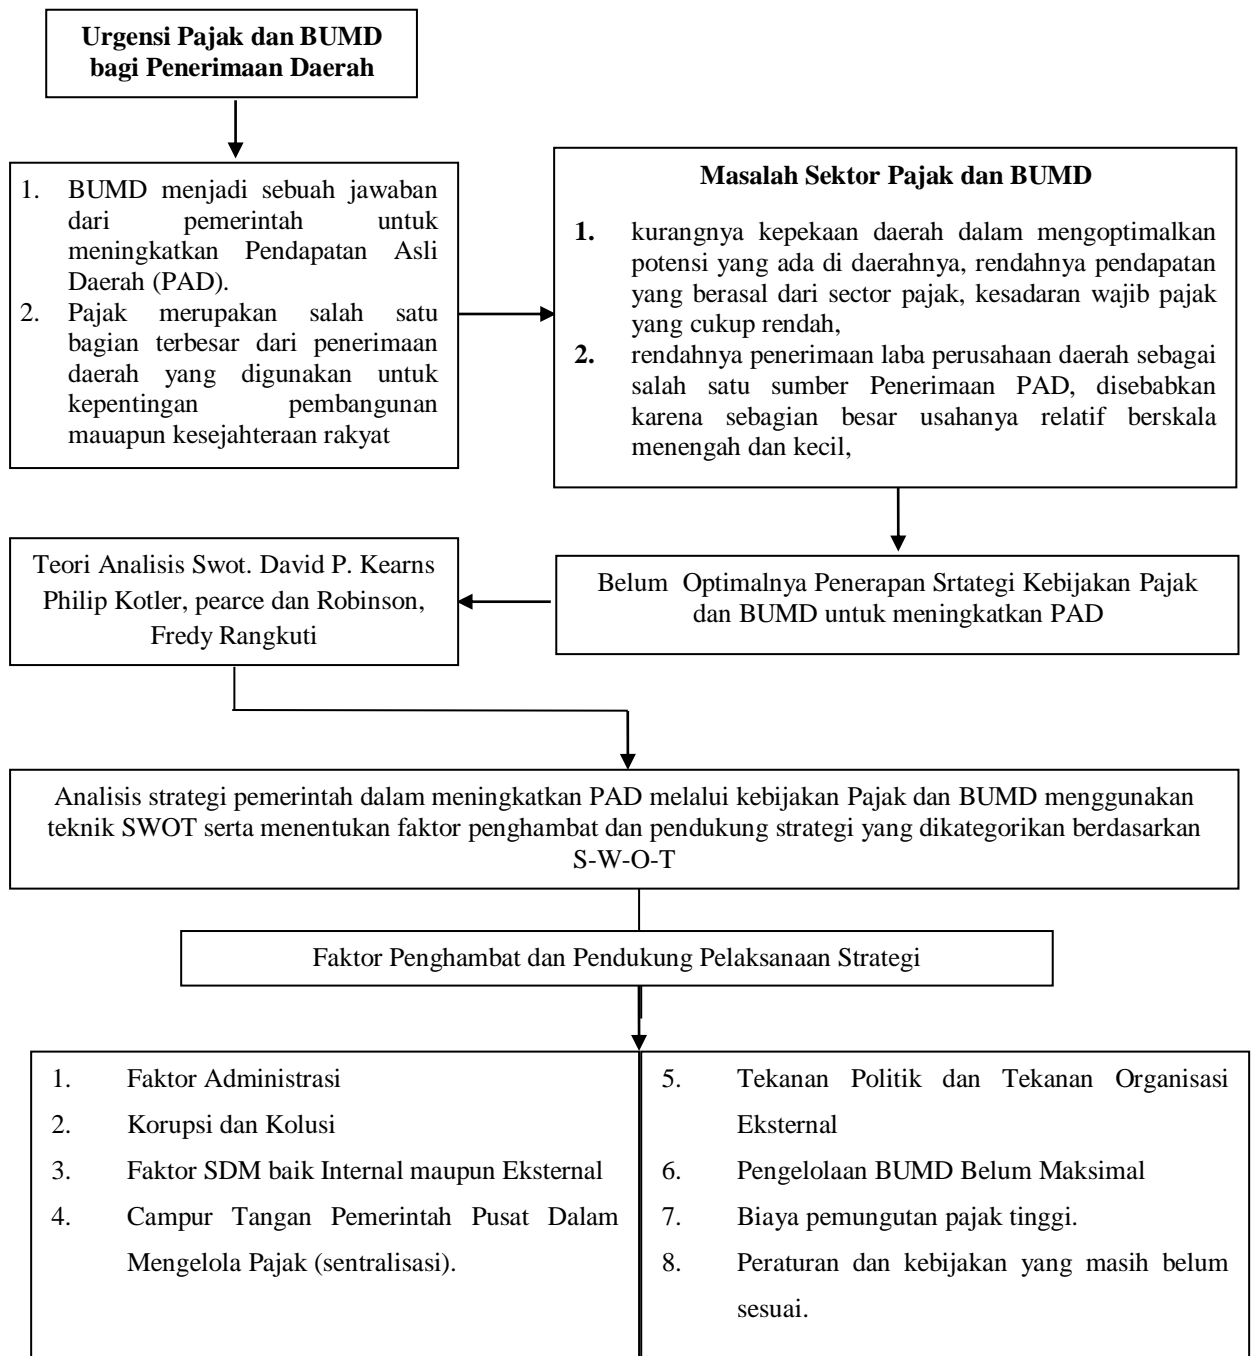 Urgensi Pajak dan BUMD
bagi Penerimaan Daerah
1. BUMD menjadi sebuah jawaban
dari pemerintah untuk
meningkatkan Pendapatan Asli
Daerah (PAD).
2. Pajak merupakan salah satu
bagian terbesar dari penerimaan
daerah yang digunakan untuk
kepentingan pembangunan
mauapun kesejahteraan rakyat
Masalah Sektor Pajak dan BUMD
1. kurangnya kepekaan daerah dalam mengoptimalkan
potensi yang ada di daerahnya, rendahnya pendapatan
yang berasal dari sector pajak, kesadaran wajib pajak
yang cukup rendah,
2. rendahnya penerimaan laba perusahaan daerah sebagai
salah satu sumber Penerimaan PAD, disebabkan
karena sebagian besar usahanya relatif berskala
menengah dan kecil,
Belum Optimalnya Penerapan Srtategi Kebijakan Pajak
dan BUMD untuk meningkatkan PAD
Teori Analisis Swot. David P. Kearns
Philip Kotler, pearce dan Robinson,
Fredy Rangkuti
Analisis strategi pemerintah dalam meningkatkan PAD melalui kebijakan Pajak dan BUMD menggunakan
teknik SWOT serta menentukan faktor penghambat dan pendukung strategi yang dikategorikan berdasarkan
S-W-O-T
Faktor Penghambat dan Pendukung Pelaksanaan Strategi
1. Faktor Administrasi
2. Korupsi dan Kolusi
3. Faktor SDM baik Internal maupun Eksternal
4. Campur Tangan Pemerintah Pusat Dalam
Mengelola Pajak (sentralisasi).
5. Tekanan Politik dan Tekanan Organisasi
Eksternal
6. Pengelolaan BUMD Belum Maksimal
7. Biaya pemungutan pajak tinggi.
8. Peraturan dan kebijakan yang masih belum
sesuai.